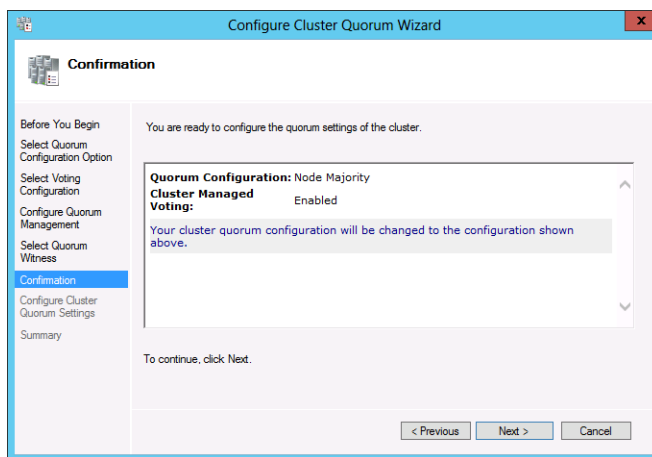 Configure Cluster Quorum Wizard
x
Confirmation
Before You Begin
Select Quorum
Configuration Option
Select Voting
Configuration
Configure Quorum
Management
Select Quorum
Witness
Confirmation
Configure Cluster
Quorum Settings
Summary
You are ready to configure the quorum settings of the cluster.
Quorum Configuration: Node Majority
Cluster Managed
Voting: Enabled
Your cluster quorum configuration will be changed to the configuration shown
above.
To continue, click Next.
< Previous Next > Cancel